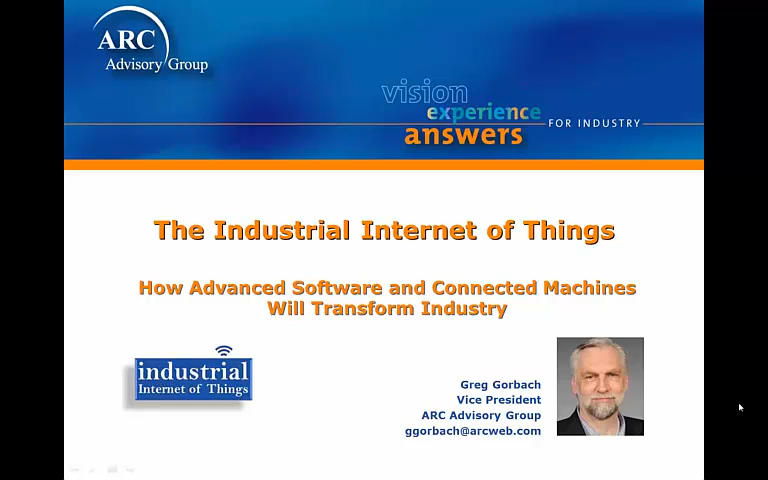 ARC
Advisory Group
vision
experience
answers
FOR INDUSTRY
The Industrial Internet of Things
How Advanced Software and Connected Machines
Will Transform Industry
industrial
Internet of Things
Greg Gorbach
Vice President
ARC Advisory Group
ggorbach@arcweb.com